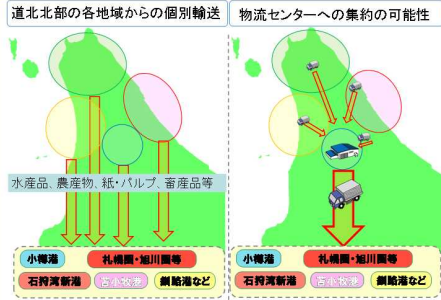 道北北部の各地域からの個別輸送
水産品、農産物、紙・パルプ、畜産品等
小樽港
札幌圏・旭川圏等
石狩湾新港
苫小牧港
釧路港など
物流センターへの集約の可能性
小樽港
札幌圏・旭川圏等
石狩湾新港
苫小牧港
釧路港など